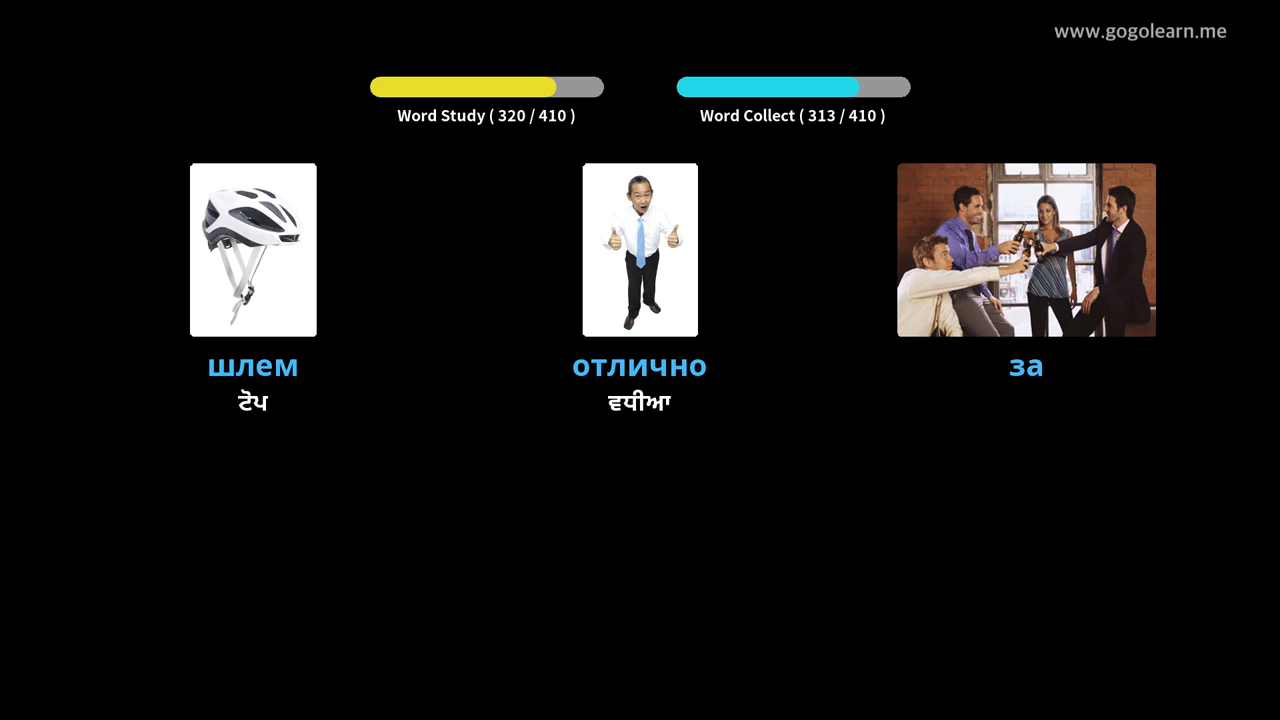 www.gogolearn.me
Word Study ( 320 / 410 )
Word Collect ( 313 / 410 )
шлем
отлично
за
ਟੋਪ
ਵਧੀਆ